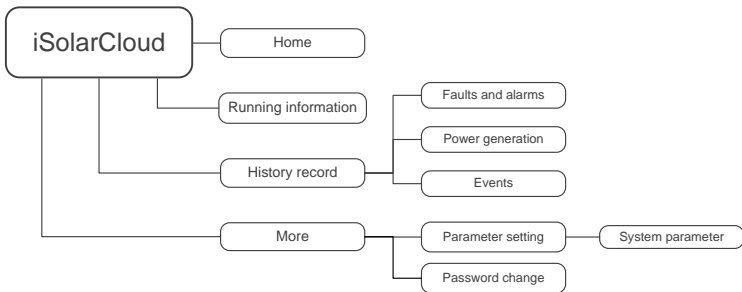 iSolarCloud
Home
Running information
History record
Faults and alarms
Power generation
Events
More
Parameter setting
System parameter
Password change